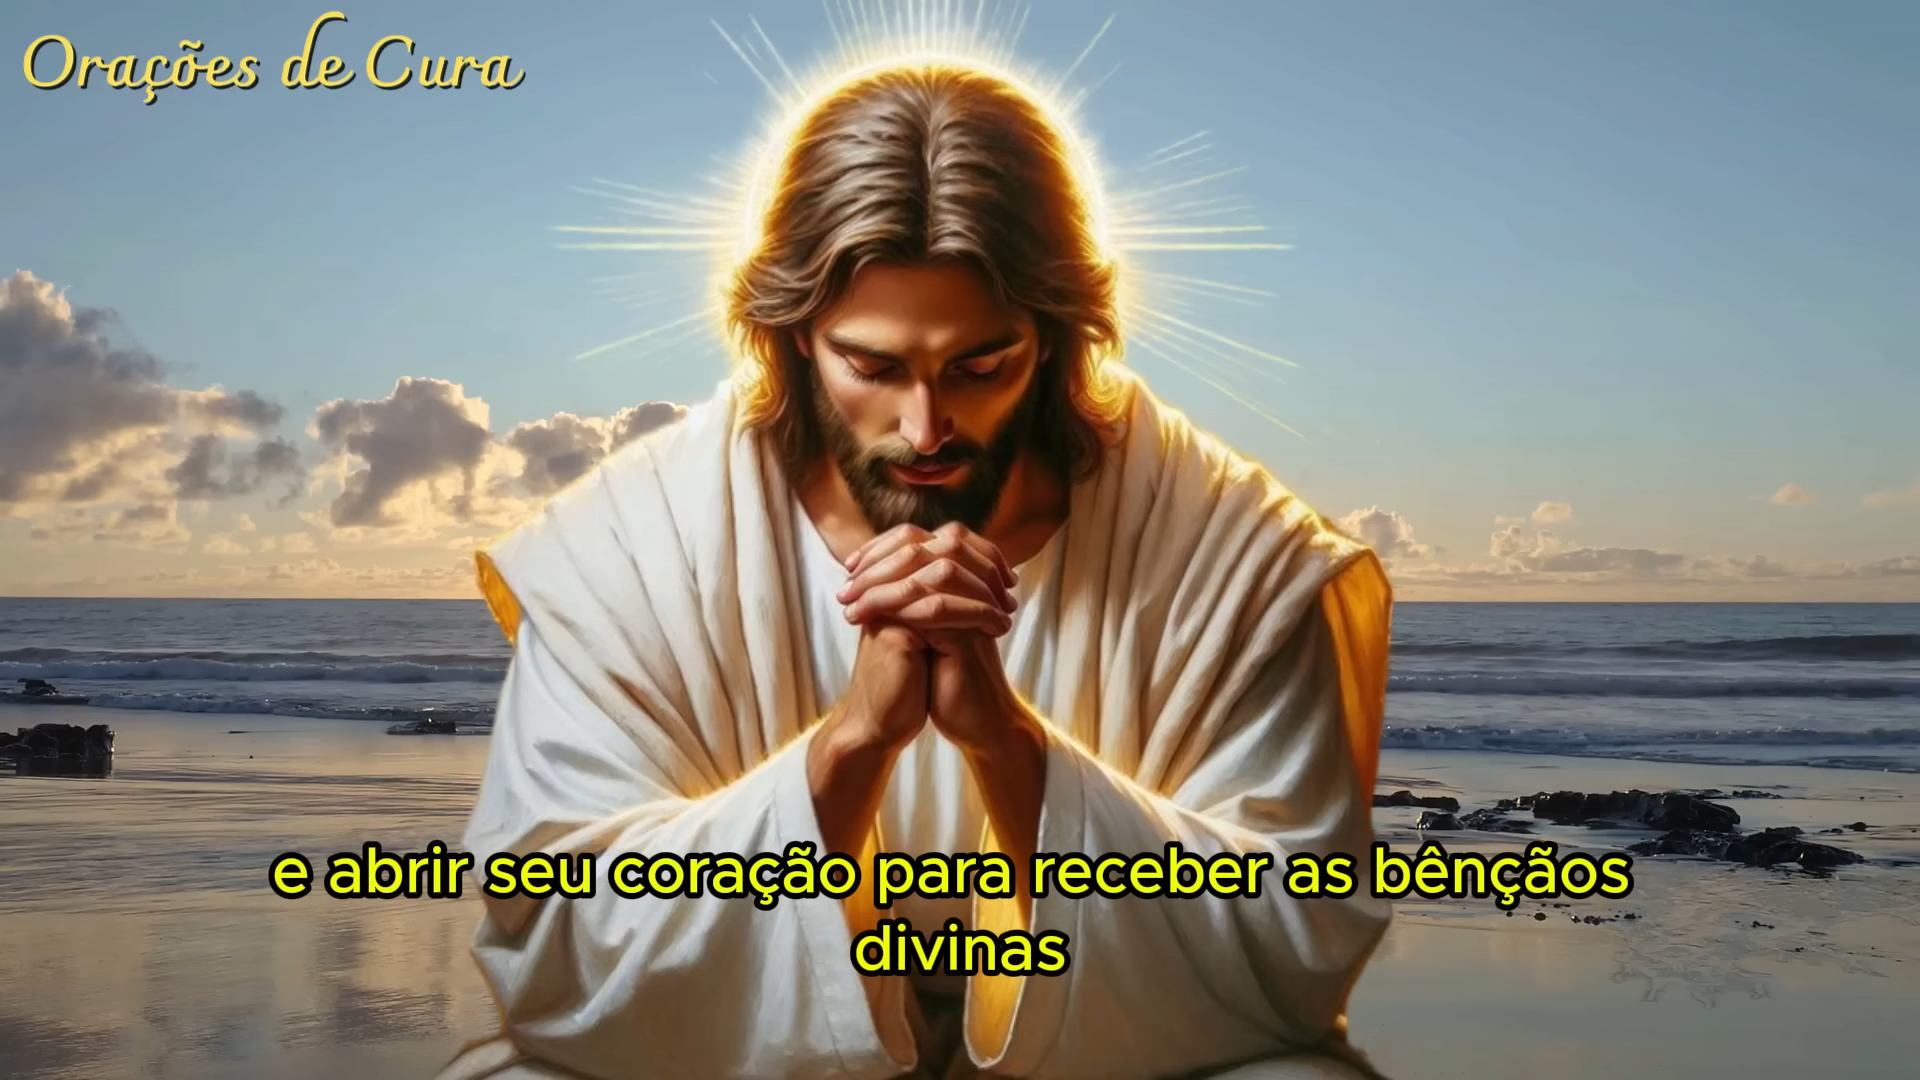 Orações de Cura
e abrir seu coração para receber as bênçãos
divinas